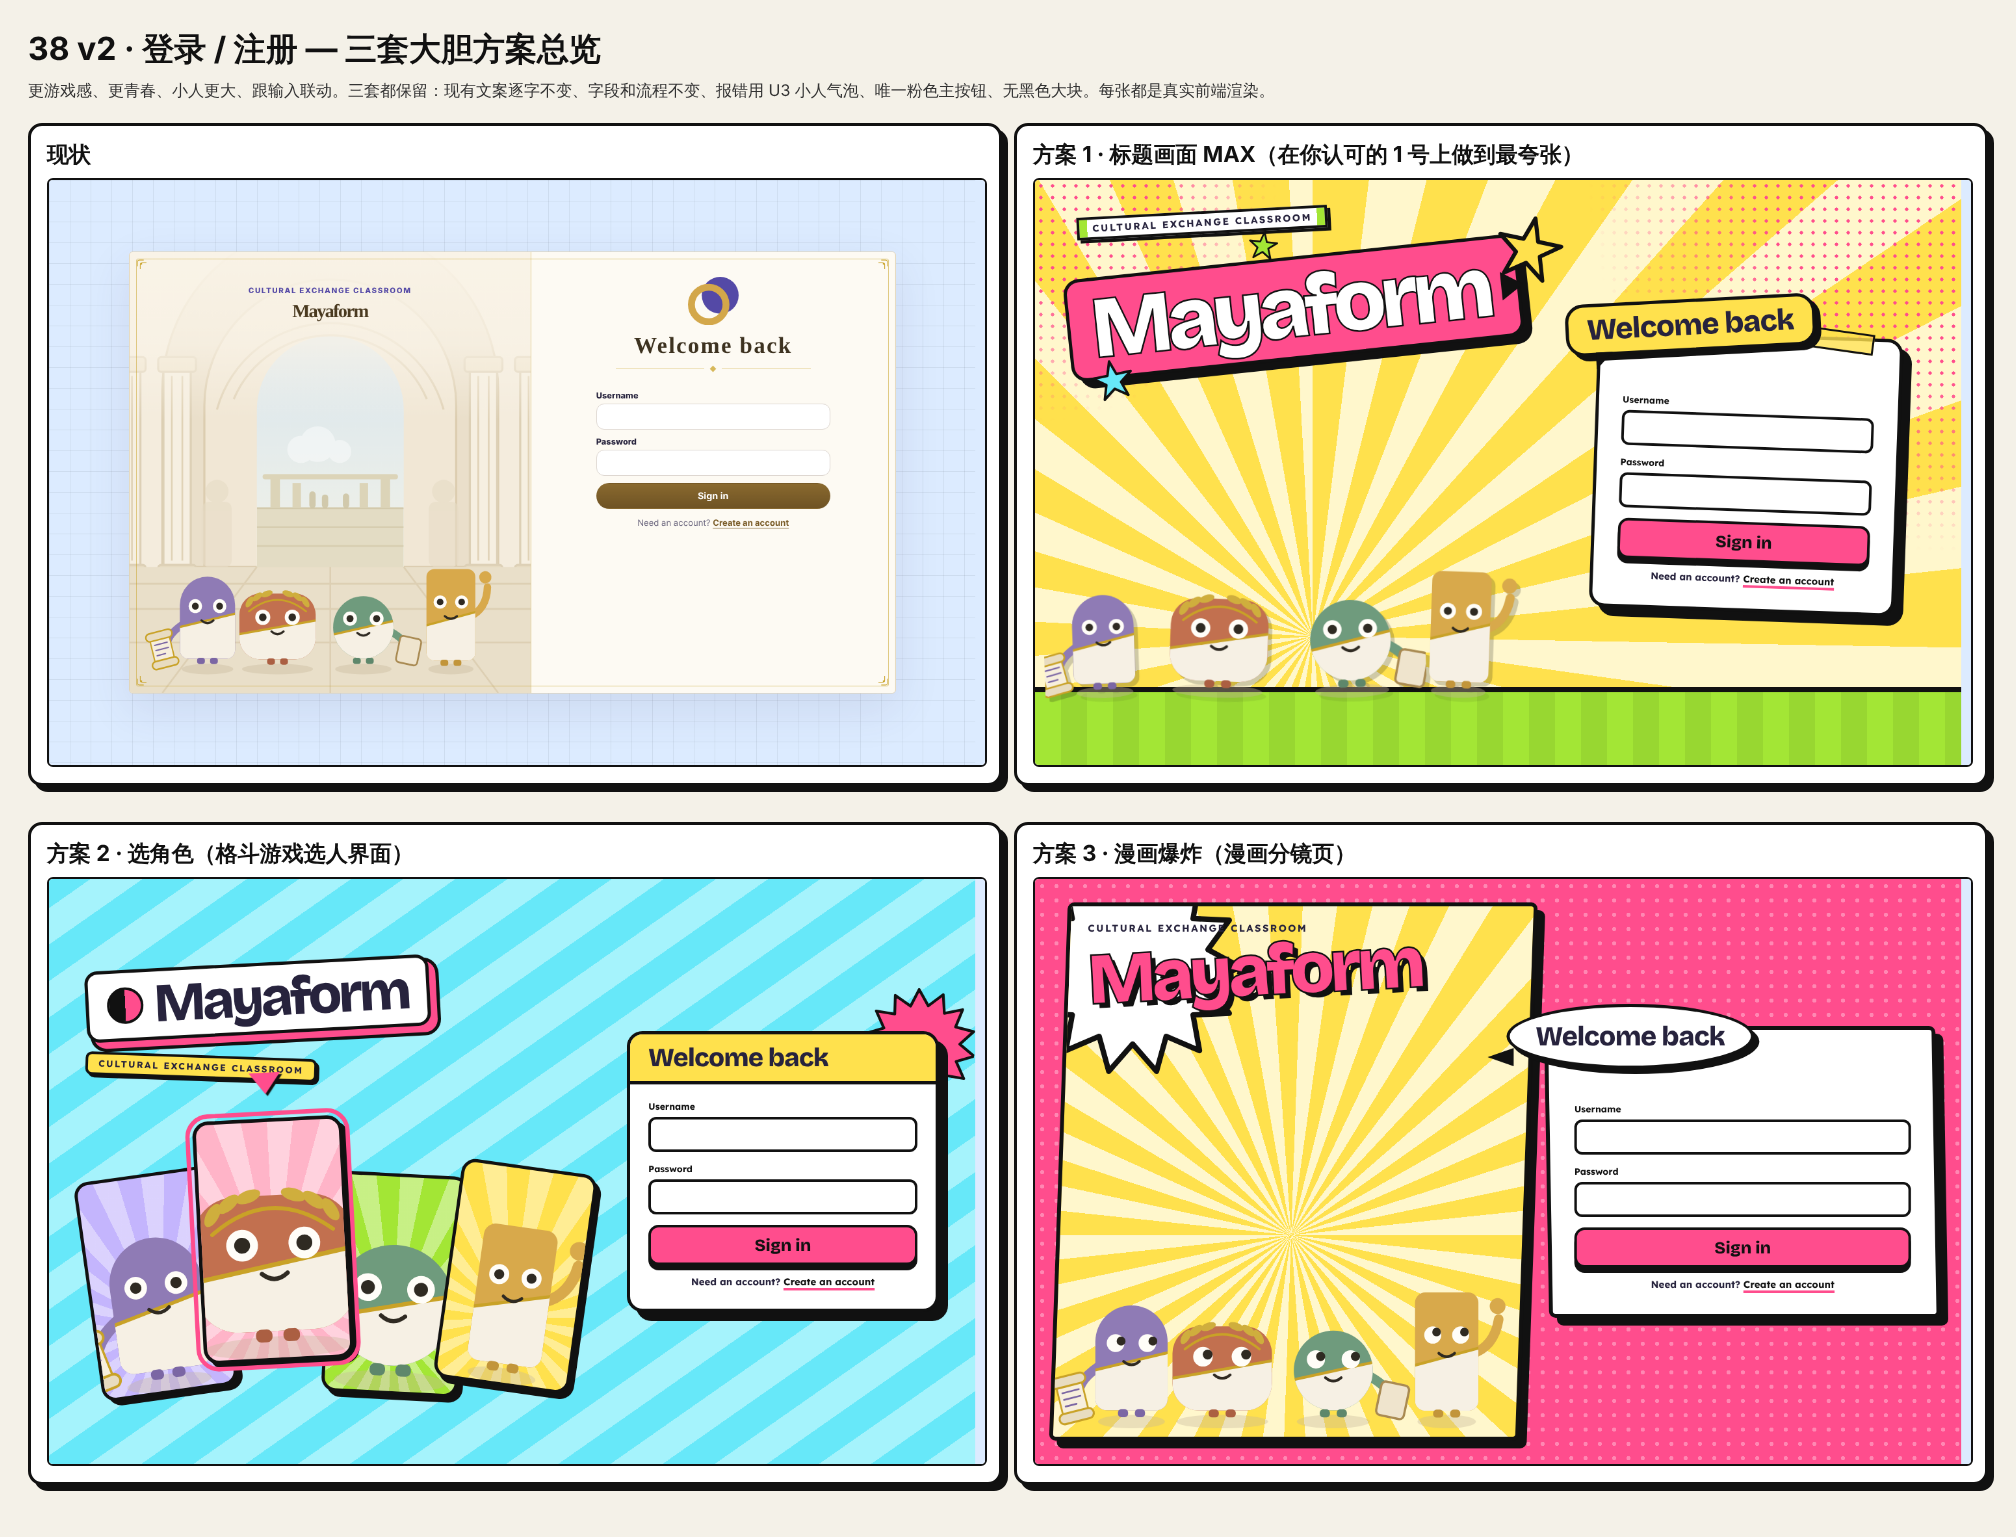 38 v2 · 登录 / 注册 — 三套大胆方案总览
更游戏感、更青春、小人更大、跟输入联动。三套都保留：现有文案逐字不变、字段和流程不变、报错用 U3 小人气泡、唯一粉色主按钮、无黑色大块。每张都是真实前端渲染。
现状
CULTURAL EXCHANGE CLASSROOM
Mayaform
Welcome back
Username
Password
Sign in
Need an account? Create an account
方案 1 · 标题画面 MAX（在你认可的 1 号上做到最夸张）
CULTURAL EXCHANGE CLASSROOM
Mayaform
Welcome back
Username
Password
Sign in
Need an account? Create an account
方案 2 · 选角色（格斗游戏选人界面）
Mayaform
CULTURAL EXCHANGE CLASSROOM
Welcome back
Username
Password
Sign in
Need an account? Create an account
方案 3 · 漫画爆炸（漫画分镜页）
CULTURAL EXCHANGE CLASSROOM
Mayaform
Welcome back
Username
Password
Sign in
Need an account? Create an account